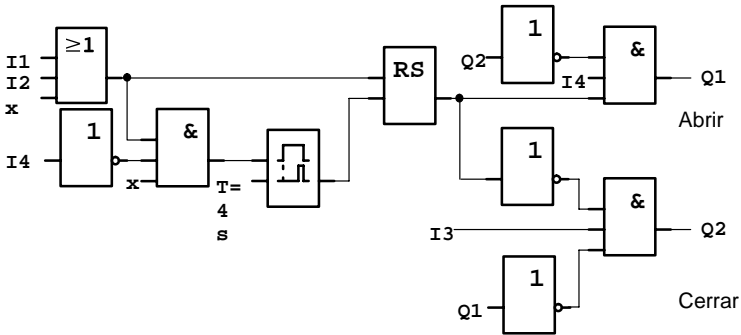 ≥1
I1
I2
x
1
I4
&
x
T=
4
s
RS
1
Q2
&
I4
Q1
Abrir
1
&
I3
Q2
1
Q1
Cerrar